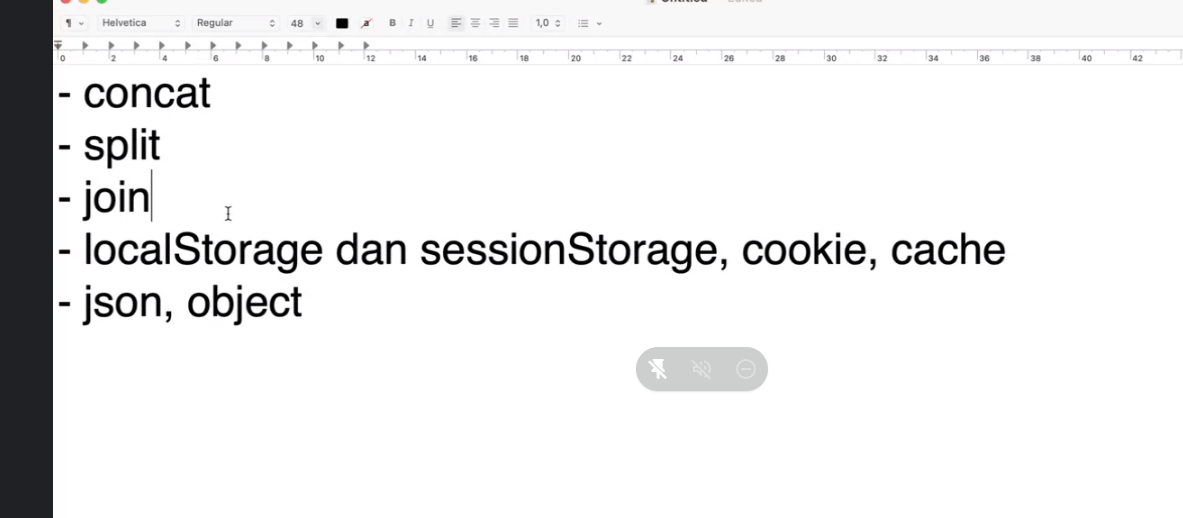 ¶ Helvetica Regular 48 a B I U 1,0
0 2 4 6 8 10 12 14 16 18 20 22 24 26 28 30 32 34 36 38 40 42
- concat
- split
- join
- localStorage dan sessionStorage, cookie, cache
- json, object